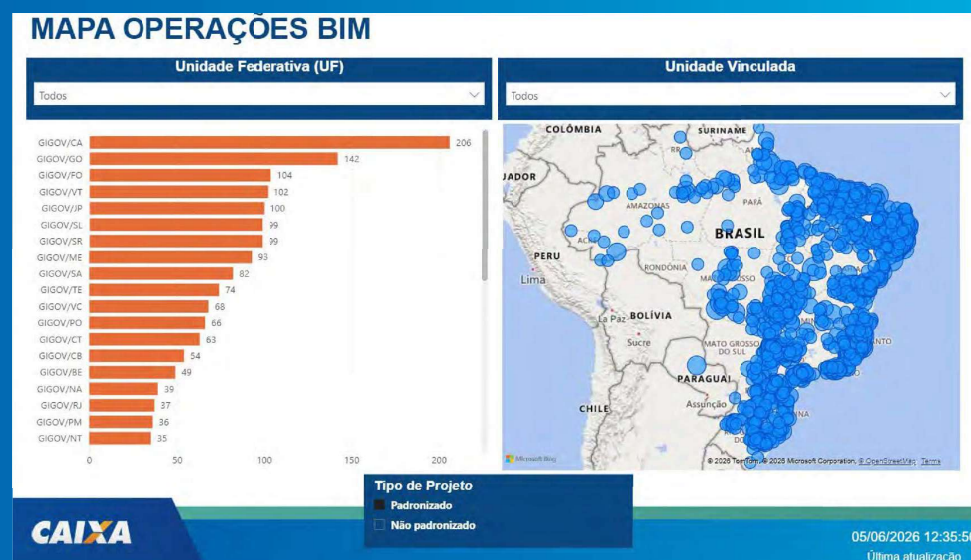 MAPA OPERAÇÕES BIM
Unidade Federativa (UF)
Todos
Unidade Vinculada
Todos
GIGOV/CA 206
GIGOV/GO 142
GIGOV/FO 104
GIGOV/VT 102
GIGOV/JP 100
GIGOV/SL 99
GIGOV/SR 99
GIGOV/ME 93
GIGOV/SA 82
GIGOV/TE 74
GIGOV/VC 68
GIGOV/PO 66
GIGOV/CT 63
GIGOV/CB 54
GIGOV/BE 49
GIGOV/NA 39
GIGOV/RJ 37
GIGOV/PM 36
GIGOV/NT 35
0 50 100 150 200
COLÔMBIA
SURINAME
RR
UADOR
AMAZONAS
PARÁ
ACRE
BRASIL
PERU
RONDÔNIA
Lima
La Paz
BOLÍVIA
Sucre
MATO GROSSO
DO SUL
PARAGUAI
Assunção
CHILE
Microsoft Bing
© 2026 TomTom, © 2026 Microsoft Corporation, © OpenStreetMap Terms
Tipo de Projeto
Padronizado
Não padronizado
CAIXA
05/06/2026 12:35:5
Última atualização